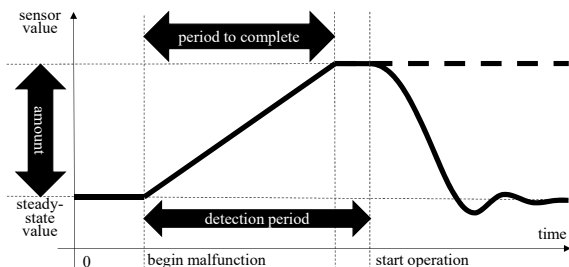 sensor
value
period to complete
amount
steady-
state
value
detection period
time
0
begin malfunction
start operation